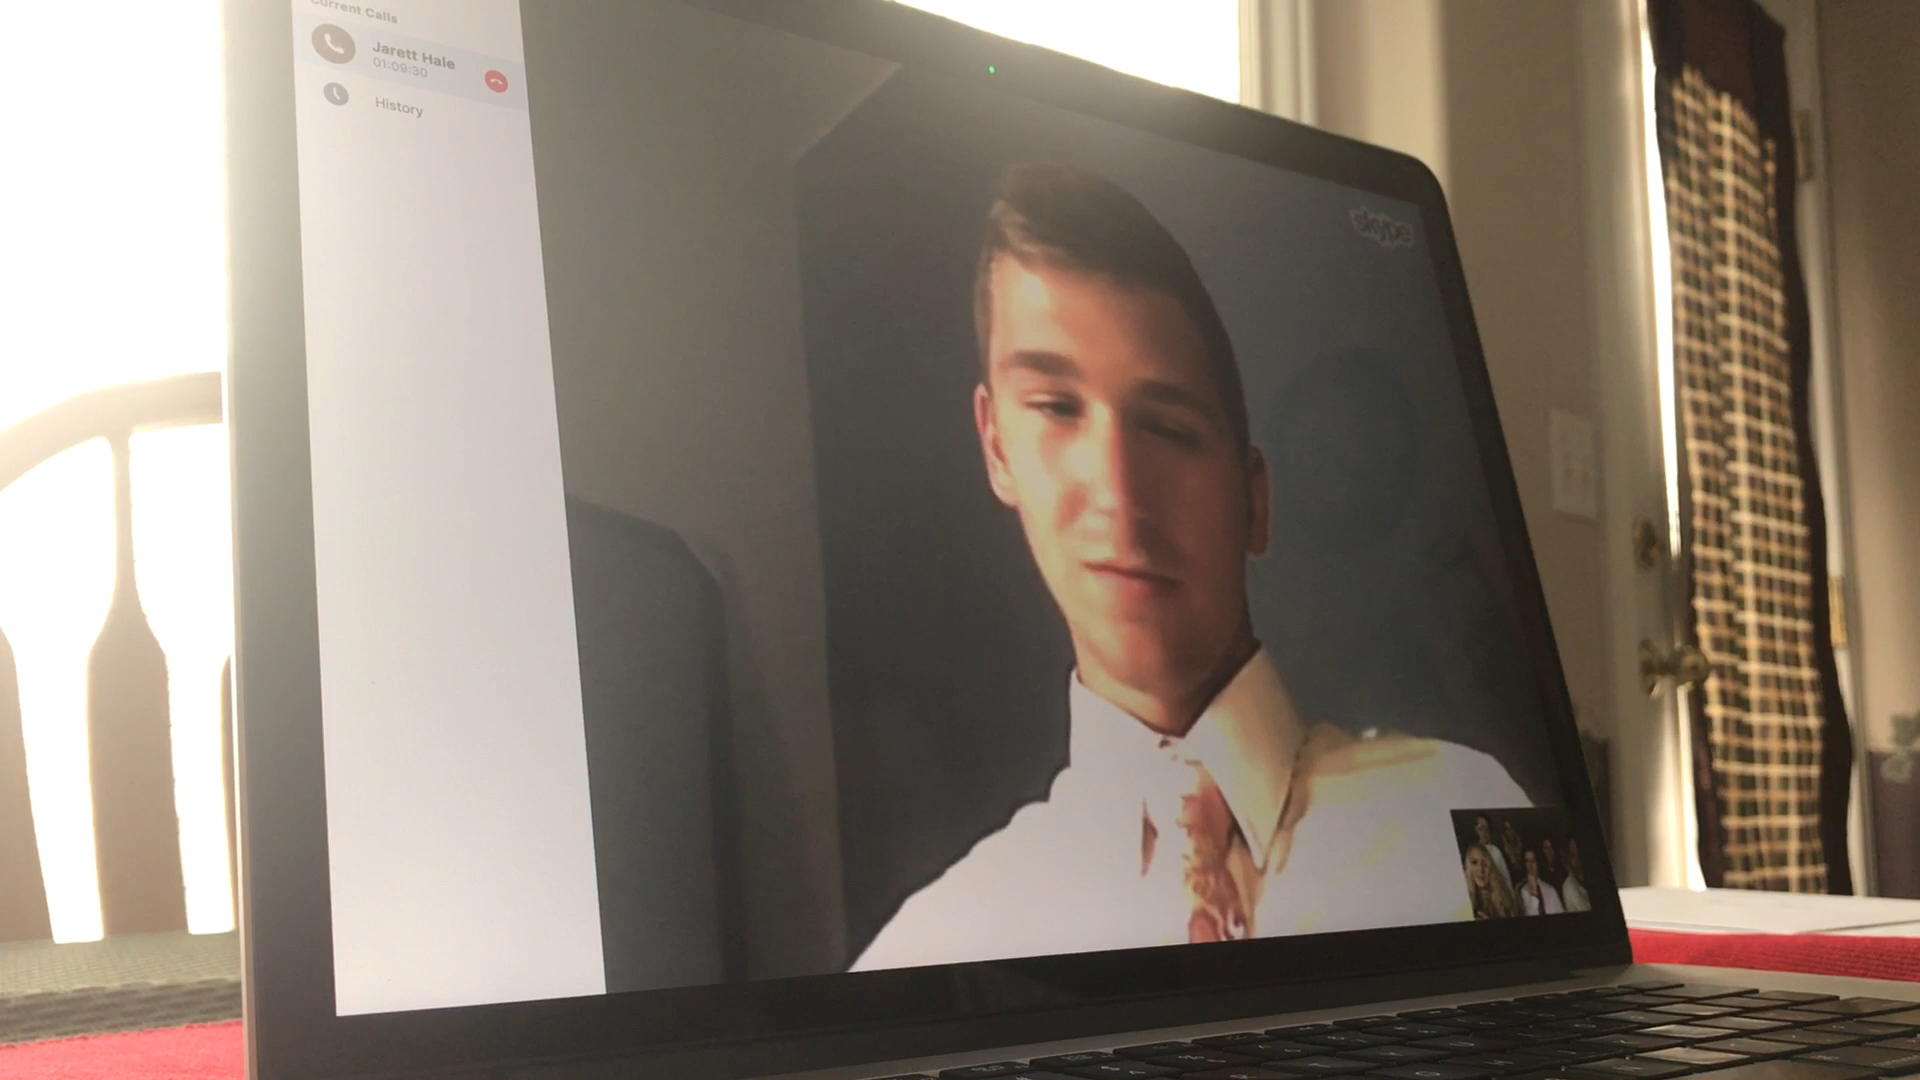 Current Calls
Jarett Hale
01:09:30
History
skype